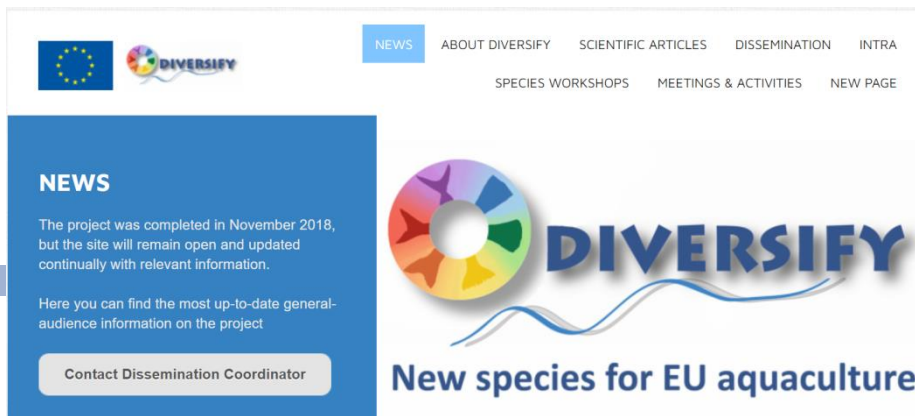 DIVERSIFY
NEWS ABOUT DIVERSIFY SCIENTIFIC ARTICLES DISSEMINATION INTRA
SPECIES WORKSHOPS MEETINGS & ACTIVITIES NEW PAGE
NEWS
The project was completed in November 2018,
but the site will remain open and updated
continually with relevant information.
Here you can find the most up-to-date general-
audience information on the project
Contact Dissemination Coordinator
DIVERSIFY
New species for EU aquaculture